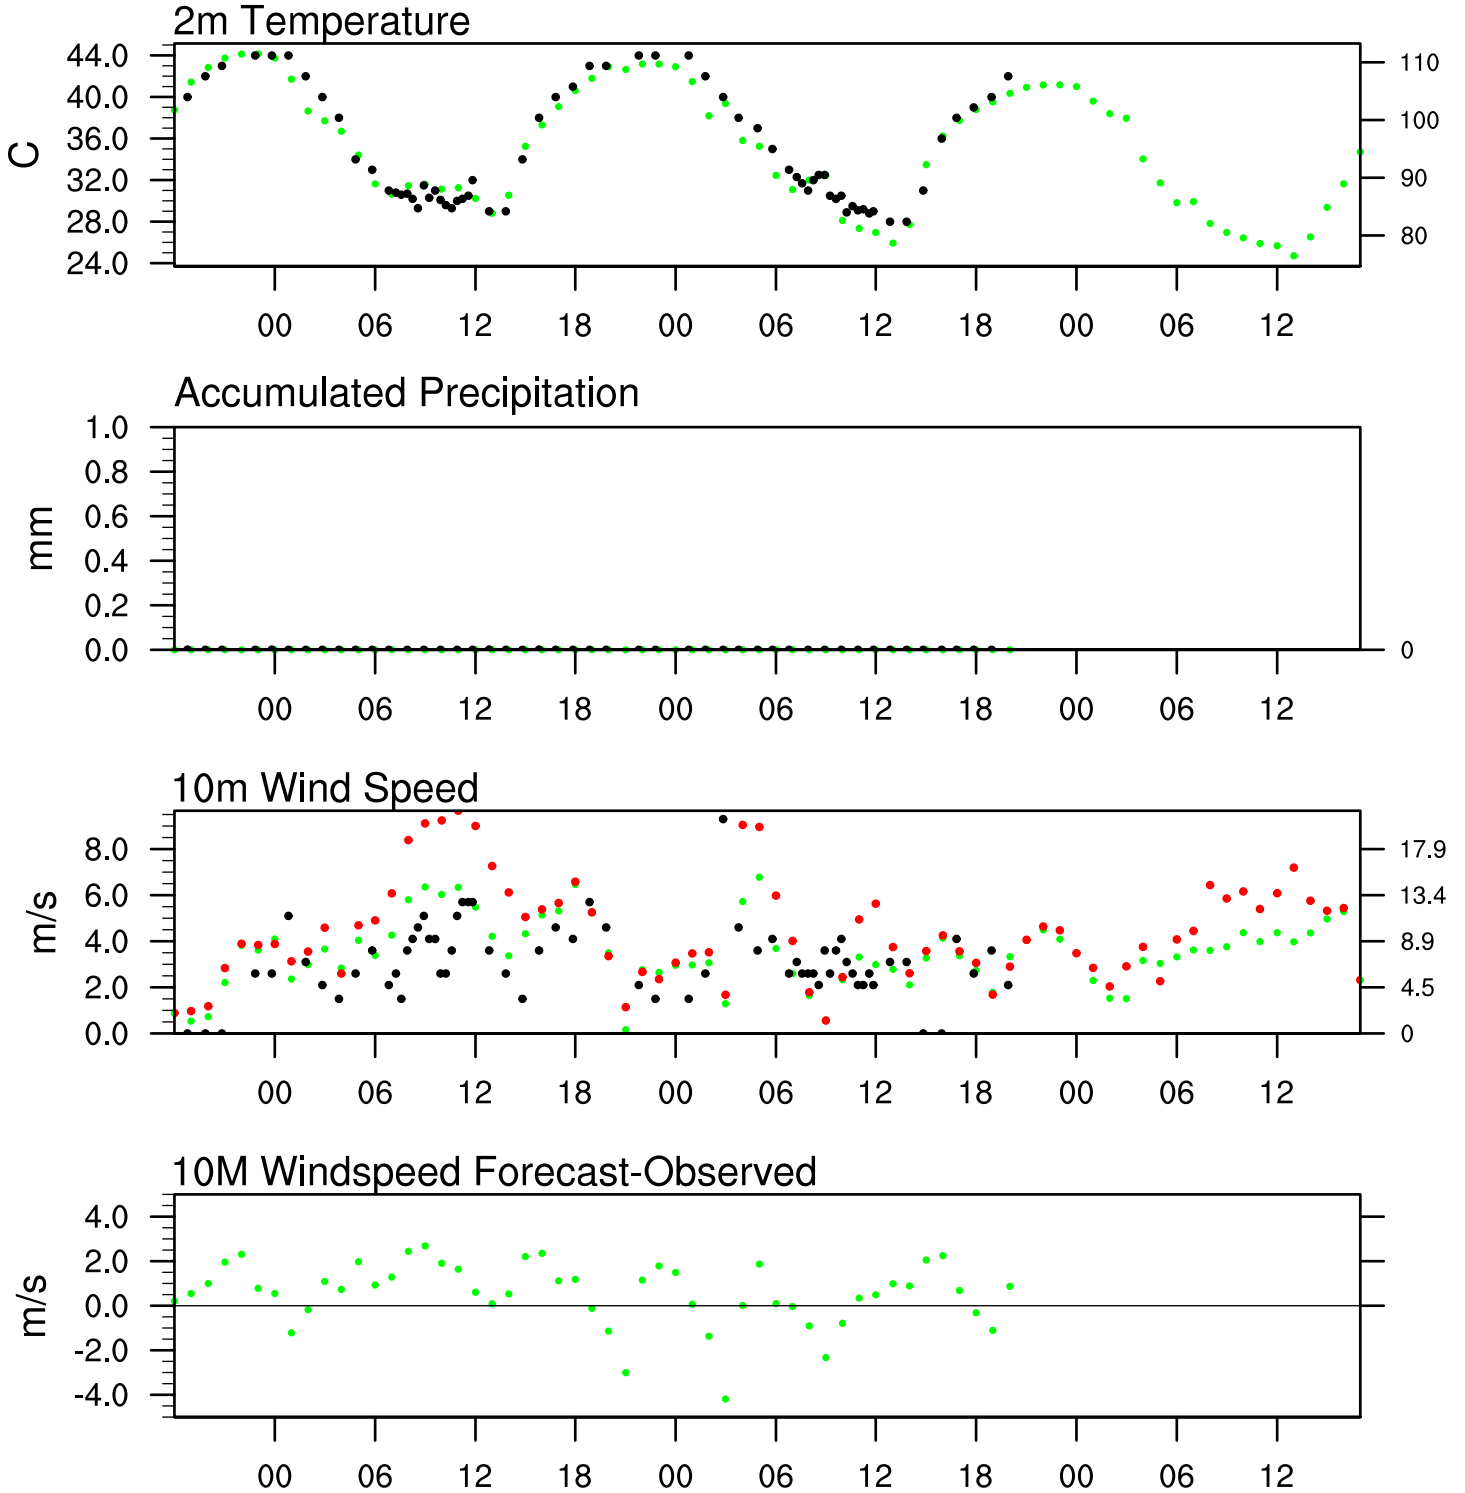 2m Temperature
44.0
40.0
36.0
32.0
28.0
24.0
C
110
100
90
80
00 06 12 18 00 06 12 18 00 06 12
Accumulated Precipitation
1.0
0.8
0.6
0.4
0.2
0.0
mm
0
00 06 12 18 00 06 12 18 00 06 12
10m Wind Speed
8.0
6.0
4.0
2.0
0.0
m/s
17.9
13.4
8.9
4.5
0
00 06 12 18 00 06 12 18 00 06 12
10M Windspeed Forecast-Observed
4.0
2.0
0.0
-2.0
-4.0
m/s
00 06 12 18 00 06 12 18 00 06 12